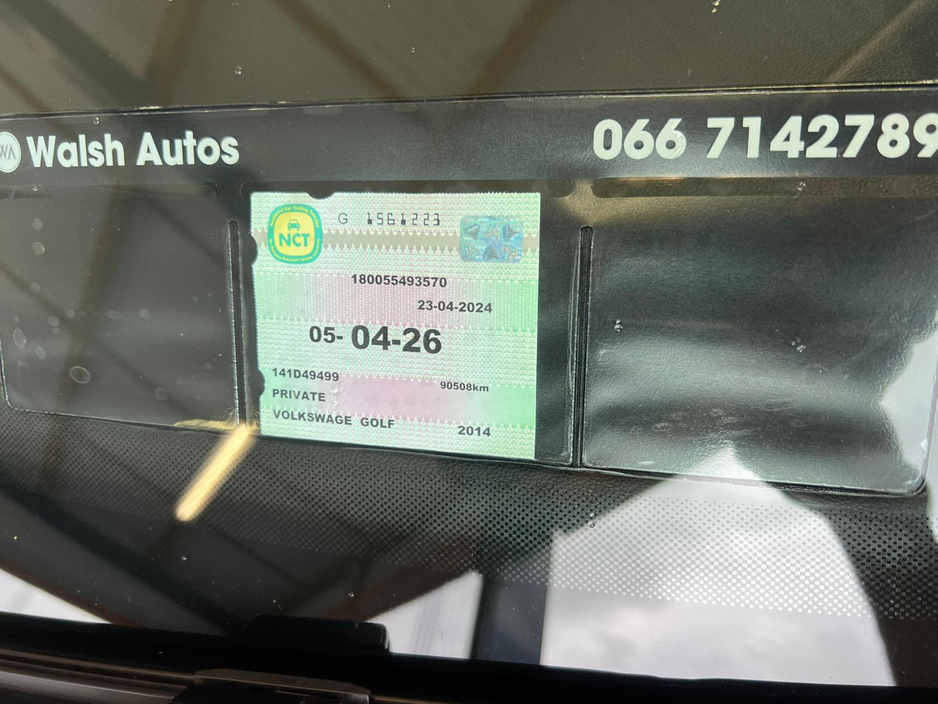 WA Walsh Autos
066 7142789
NCT
G 1561223
180055493570
23-04-2024
05-04-26
141D49499
90508km
PRIVATE
VOLKSWAGE GOLF
2014